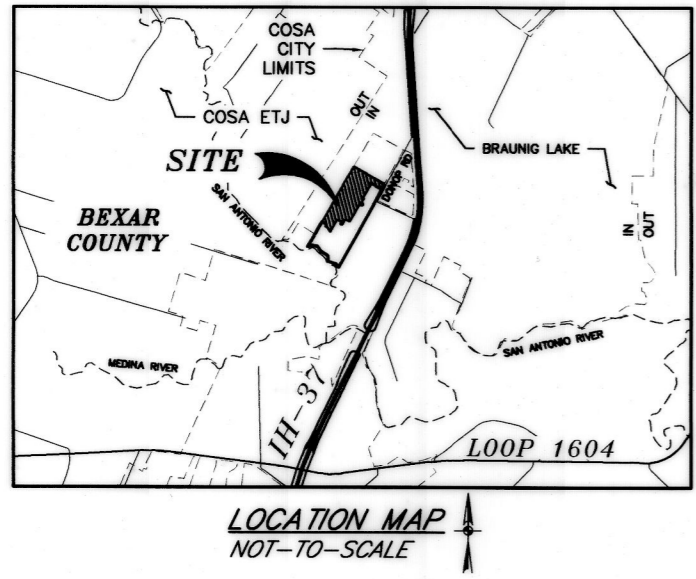 COSA
CITY
LIMITS
OUT
IN
COSA ETJ
BRAUNIG LAKE
SITE
DONOP RD
SAN ANTONIO RIVER
BEXAR
COUNTY
IN
OUT
MEDINA RIVER
SAN ANTONIO RIVER
IH-37
LOOP 1604
LOCATION MAP
NOT-TO-SCALE